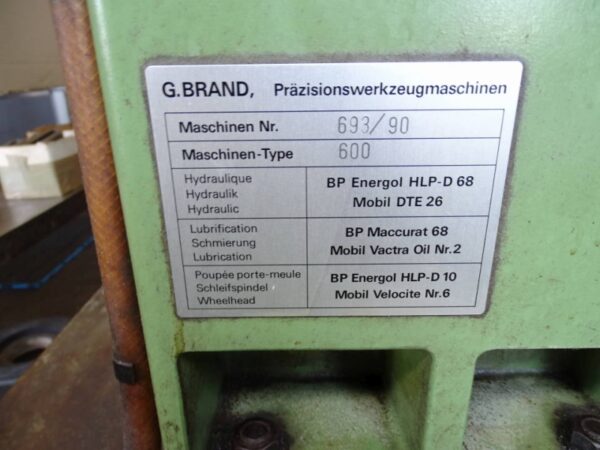 G.BRAND, Präzisionswerkzeugmaschinen
Maschinen Nr. 693/90
Maschinen-Type 600
Hydraulique
Hydraulik
Hydraulic
BP Energol HLP-D 68
Mobil DTE 26
Lubrification
Schmierung
Lubrication
BP Maccurat 68
Mobil Vactra Oil Nr.2
Poupée porte-meule
Schleifspindel
Wheelhead
BP Energol HLP-D 10
Mobil Velocite Nr.6